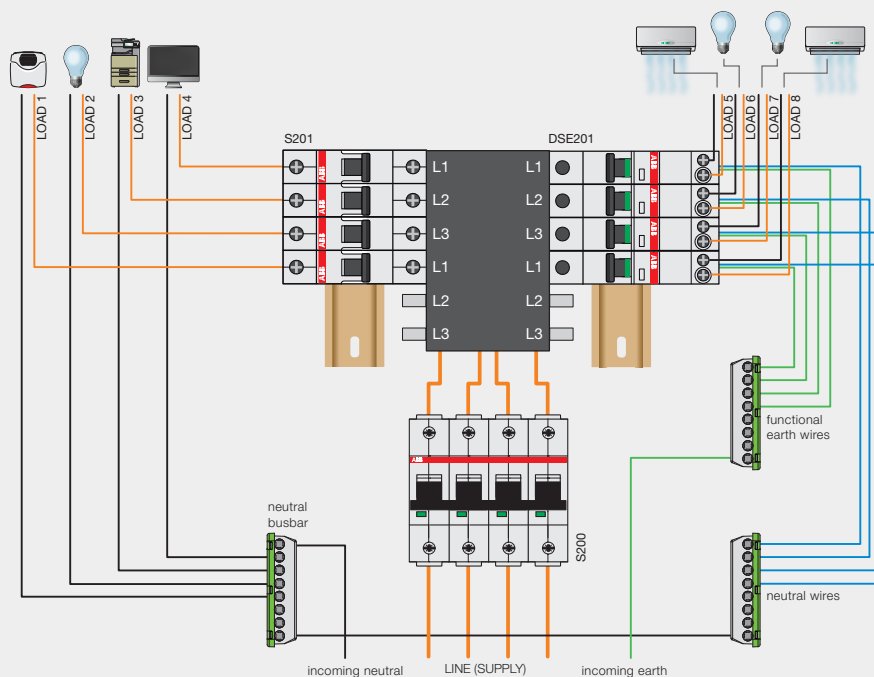 LOAD 1
LOAD 2
LOAD 3
LOAD 4
LOAD 5
LOAD 6
LOAD 7
LOAD 8
S201
DSE201
ABB
L1
L1
ABB
ABB
L2
L2
ABB
ABB
L3
L3
ABB
ABB
L1
L1
ABB
L2
L2
L3
L3
functional
earth wires
ABB
neutral
busbar
S200
neutral wires
incoming neutral
LINE (SUPPLY)
incoming earth